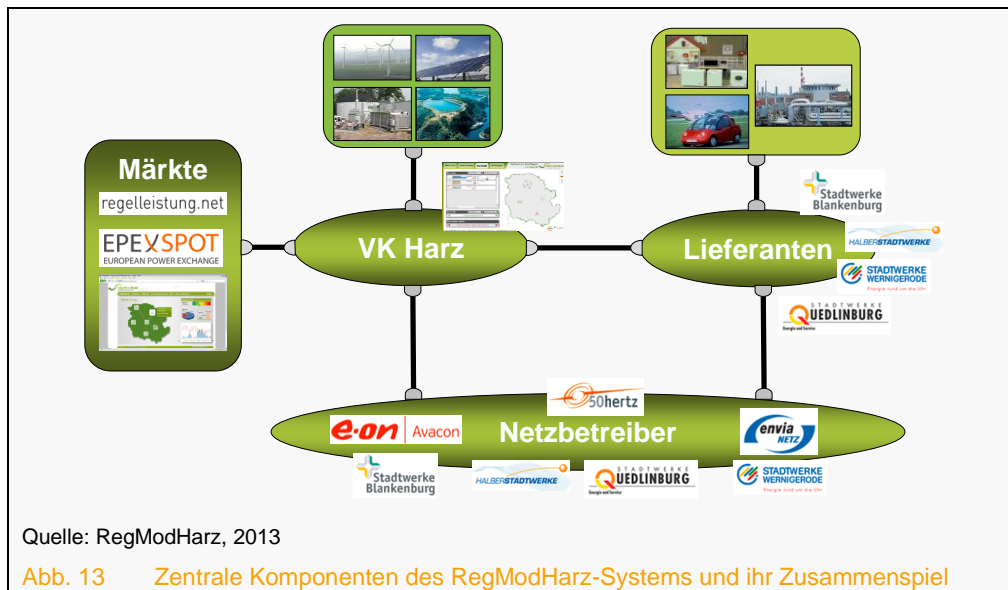 Märkte
regelleistung.net
EPEXSPOT
EUROPEAN POWER EXCHANGE
VK Harz
Lieferanten
Stadtwerke
Blankenburg
HALBERSTADTWERKE
STADTWERKE
WERNIGERODE
Energie rund um die Uhr
STADTWERKE
QUEDLINBURG
Energie und Service
50hertz
e·on | Avacon
Netzbetreiber
envia
NETZ
Stadtwerke
Blankenburg
HALBERSTADTWERKE
STADTWERKE
QUEDLINBURG
Energie und Service
STADTWERKE
WERNIGERODE
Energie rund um die Uhr
Quelle: RegModHarz, 2013
Abb. 13 Zentrale Komponenten des RegModHarz-Systems und ihr Zusammenspiel